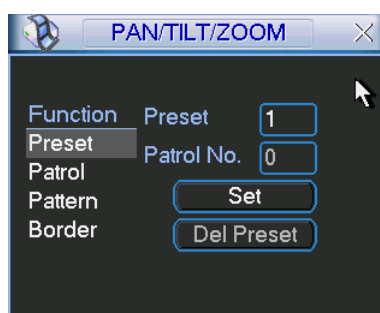 PAN/TILT/ZOOM
Function
Preset
Patrol
Pattern
Border
Preset 1
Patrol No. 0
Set
Del Preset